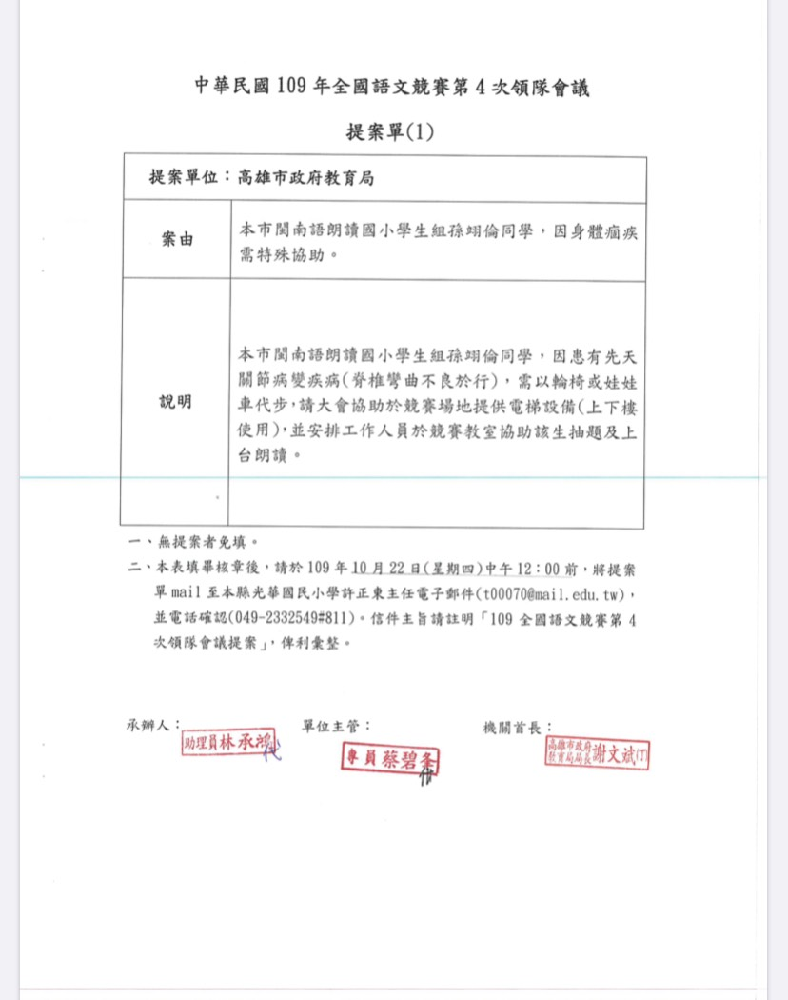 中華民國 109 年全國語文競賽第 4 次領隊會議
提案單(1)
提案單位：高雄市政府教育局
案由
本市閩南語朗讀國小學生組孫翊倫同學，因身體痼疾
需特殊協助。
說明
本市閩南語朗讀國小學生組孫翊倫同學，因患有先天
關節病變疾病(脊椎彎曲不良於行)，需以輪椅或娃娃
車代步，請大會協助於競賽場地提供電梯設備(上下樓
使用)，並安排工作人員於競賽教室協助該生抽題及上
台朗讀。
一、無提案者免填。
二、本表填畢核章後，請於 109 年 10 月 22 日(星期四)中午 12：00 前，將提案
單 mail 至本縣光華國民小學許正東主任電子郵件(t00070@mail.edu.tw)，
並電話確認(049-2332549#811)。信件主旨請註明「109 全國語文競賽第 4
次領隊會議提案」，俾利彙整。
承辦人：
助理員林承鴻
代
單位主管：
專員蔡碧
機關首長：
高雄市政府
教育局局長謝文斌